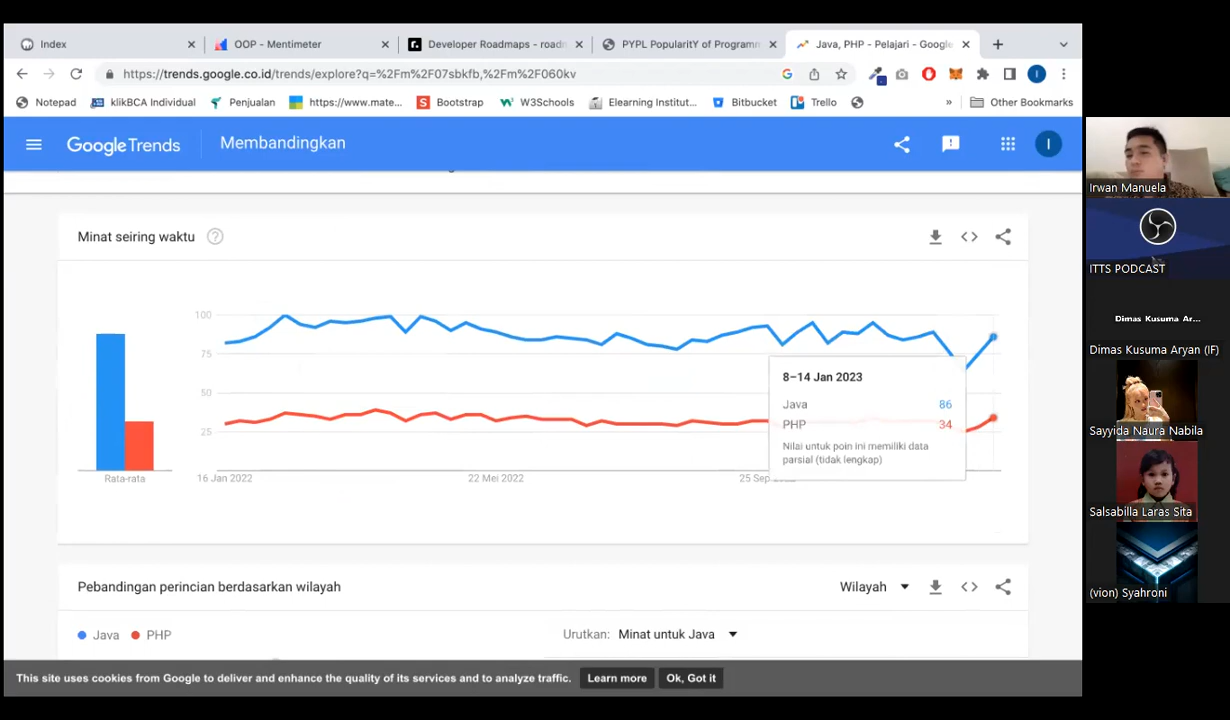 Index
OOP - Mentimeter
Developer Roadmaps - roadm
PYPL PopularitY of Programm
Java, PHP - Pelajari - Google
https://trends.google.co.id/trends/explore?q=%2Fm%2F07sbkfb,%2Fm%2F060kv
Notepad
klikBCA Individual
Penjualan
https://www.mate...
Bootstrap
W3Schools
Elearning Institut...
Bitbucket
Trello
»
Other Bookmarks
Google Trends
Membandingkan
I
Minat seiring waktu
100
75
50
25
Rata-rata
16 Jan 2022
22 Mei 2022
25 Sep
8–14 Jan 2023
Java 86
PHP 34
Nilai untuk poin ini memiliki data
parsial (tidak lengkap)
Pebandingan perincian berdasarkan wilayah
Wilayah
Java PHP
Urutkan: Minat untuk Java
This site uses cookies from Google to deliver and enhance the quality of its services and to analyze traffic.
Learn more
Ok, Got it
Irwan Manuela
ITTS PODCAST
Dimas Kusuma Ar...
Dimas Kusuma Aryan (IF)
Sayyida Naura Nabila
Salsabilla Laras Sita
(vion) Syahroni